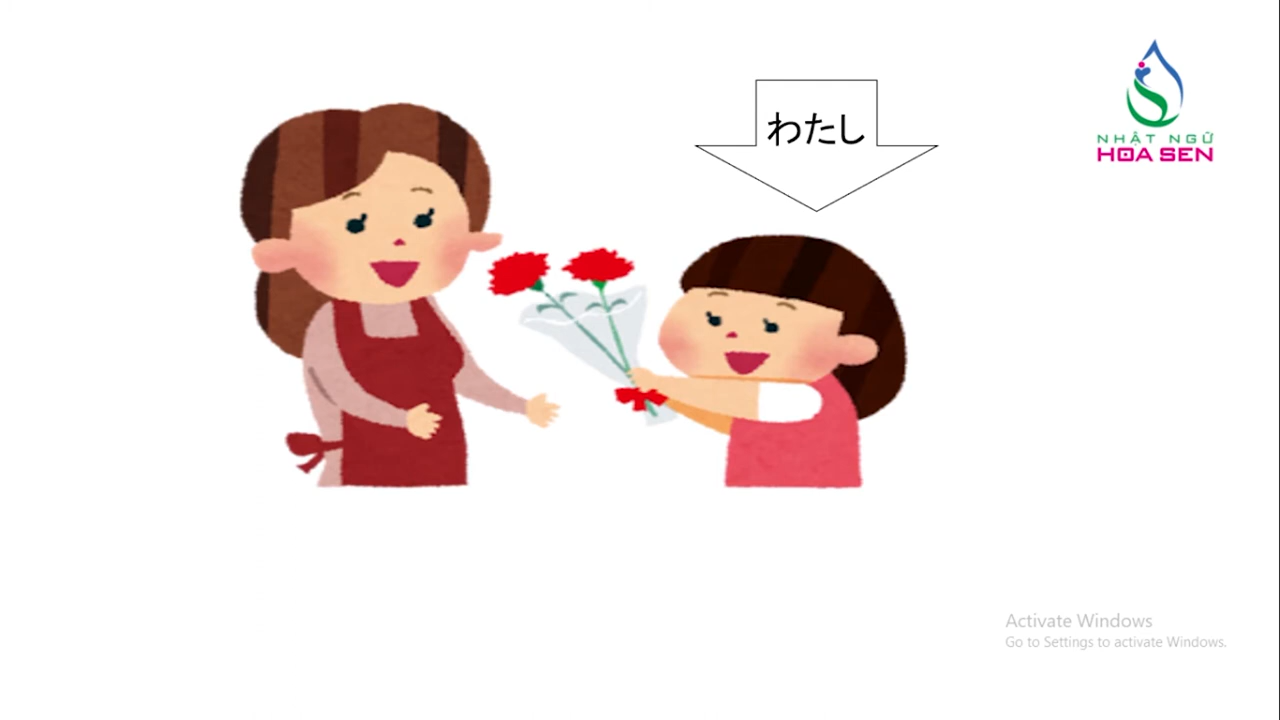 わたし
NHẬT NGỮ
HOA SEN
Activate Windows
Go to Settings to activate Windows.